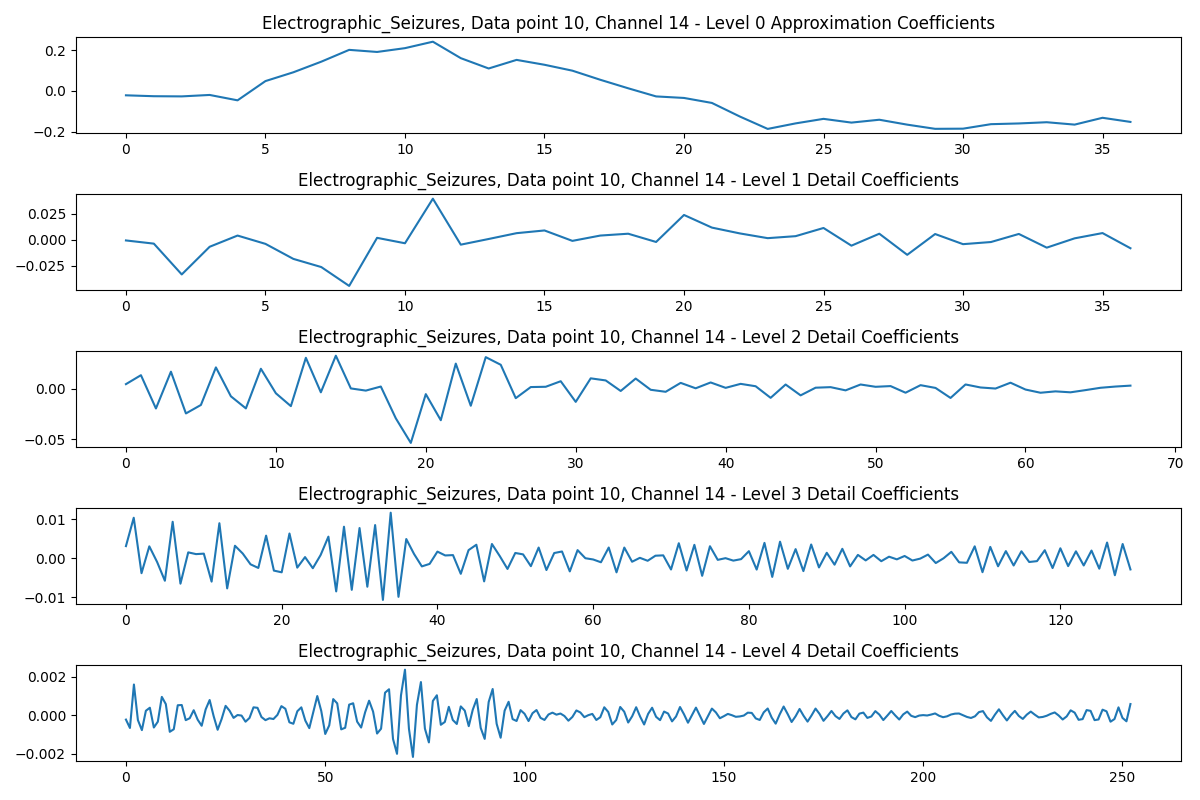 Electrographic_Seizures, Data point 10, Channel 14 - Level 0 Approximation Coefficients
0.2
0.0
−0.2
0 5 10 15 20 25 30 35
Electrographic_Seizures, Data point 10, Channel 14 - Level 1 Detail Coefficients
0.025
0.000
−0.025
0 5 10 15 20 25 30 35
Electrographic_Seizures, Data point 10, Channel 14 - Level 2 Detail Coefficients
0.00
−0.05
0 10 20 30 40 50 60 70
Electrographic_Seizures, Data point 10, Channel 14 - Level 3 Detail Coefficients
0.01
0.00
−0.01
0 20 40 60 80 100 120
Electrographic_Seizures, Data point 10, Channel 14 - Level 4 Detail Coefficients
0.002
0.000
−0.002
0 50 100 150 200 250